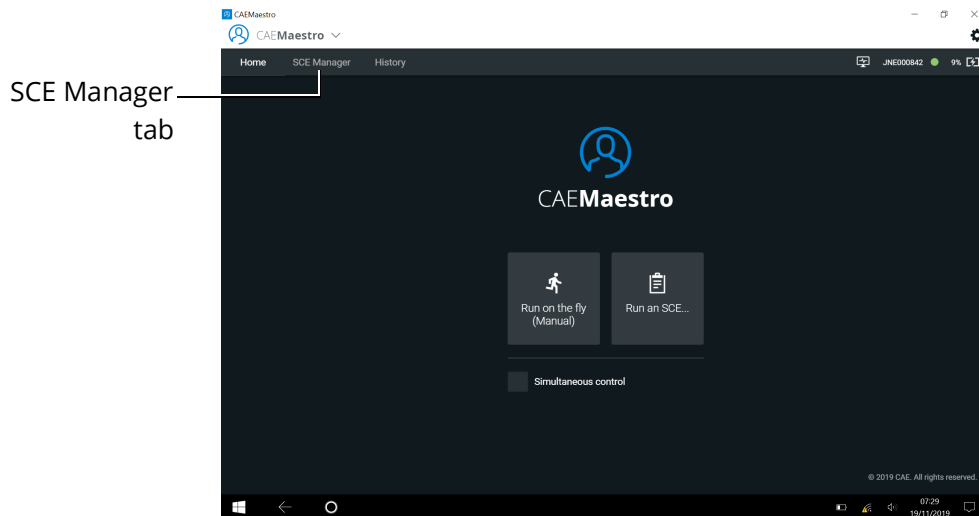 CAEMaestro
CAEMaestro
Home SCE Manager History JNE000842 9%
SCE Manager
tab
CAEMaestro
Run on the fly
(Manual)
Run an SCE...
Simultaneous control
© 2019 CAE. All rights reserved.
07:29
19/11/2019